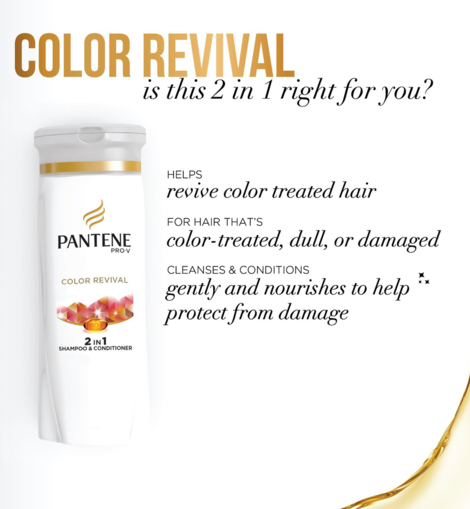 COLOR REVIVAL
is this 2 in 1 right for you?
HELPS
revive color treated hair
FOR HAIR THAT'S
color-treated, dull, or damaged
CLEANSES & CONDITIONS
gently and nourishes to help
protect from damage
PANTENE
PRO-V
COLOR REVIVAL
2 IN 1
SHAMPOO & CONDITIONER